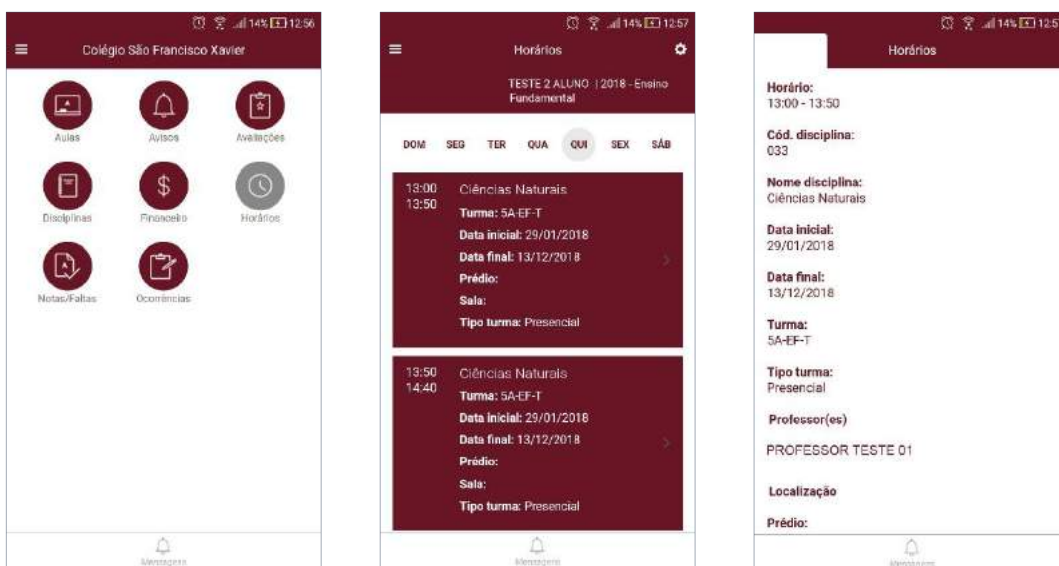 14% 12:56
Colégio São Francisco Xavier
Aulas Avisos Avaliações
Disciplinas Financeiro Horários
Notas/Faltas Ocorrências
Mensagens
14% 12:57
Horários
TESTE 2 ALUNO | 2018 - Ensino
Fundamental
DOM SEG TER QUA QUI SEX SÁB
13:00 Ciências Naturais
13:50 Turma: 5A-EF-T
Data inicial: 29/01/2018
Data final: 13/12/2018
Prédio:
Sala:
Tipo turma: Presencial
13:50 Ciências Naturais
14:40 Turma: 5A-EF-T
Data inicial: 29/01/2018
Data final: 13/12/2018
Prédio:
Sala:
Tipo turma: Presencial
Mensagens
14% 12:57
Horários
Horário:
13:00 - 13:50
Cód. disciplina:
033
Nome disciplina:
Ciências Naturais
Data inicial:
29/01/2018
Data final:
13/12/2018
Turma:
5A-EF-T
Tipo turma:
Presencial
Professor(es)
PROFESSOR TESTE 01
Localização
Prédio:
Mensagens